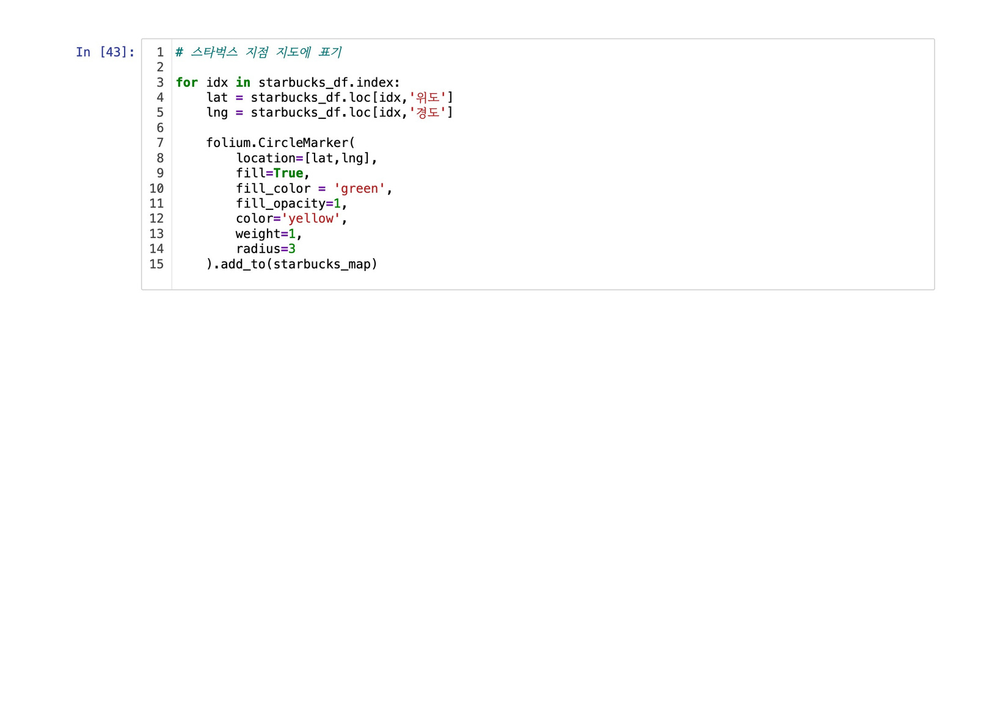 In [43]:
1 # 스타벅스 지점 지도에 표기
2
3 for idx in starbucks_df.index:
4     lat = starbucks_df.loc[idx,'위도']
5     lng = starbucks_df.loc[idx,'경도']
6
7     folium.CircleMarker(
8         location=[lat,lng],
9         fill=True,
10         fill_color = 'green',
11         fill_opacity=1,
12         color='yellow',
13         weight=1,
14         radius=3
15     ).add_to(starbucks_map)